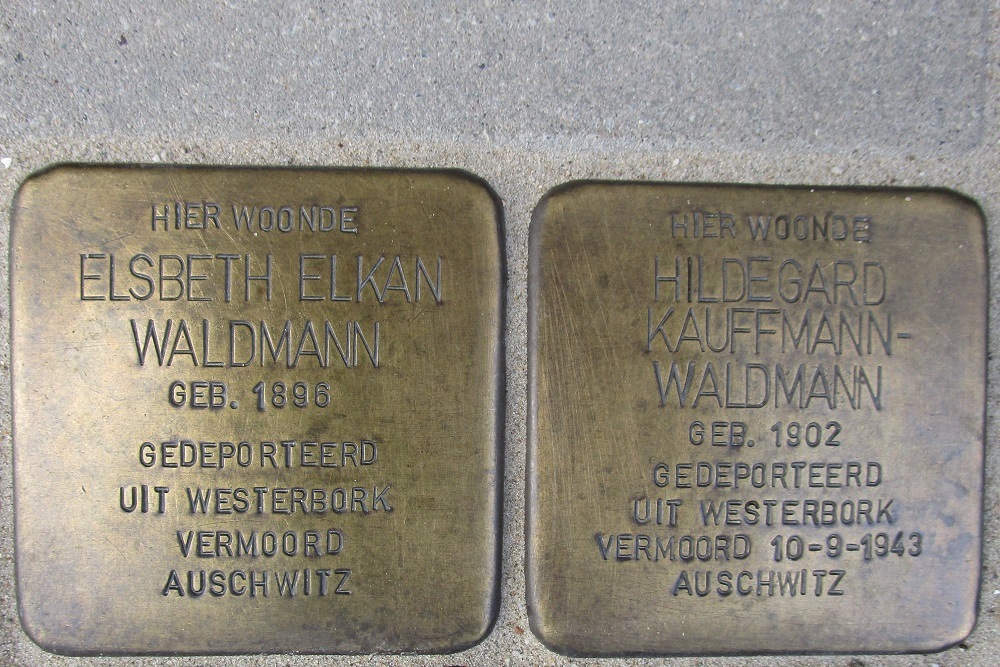 HIER WOONDE
ELSBETH ELKAN
WALDMANN
GEB. 1896
GEDEPORTEERD
UIT WESTERBORK
VERMOORD
AUSCHWITZ
HIER WOONDE
HILDEGARD
KAUFFMANN-
WALDMANN
GEB. 1902
GEDEPORTEERD
UIT WESTERBORK
VERMOORD 10-9-1943
AUSCHWITZ